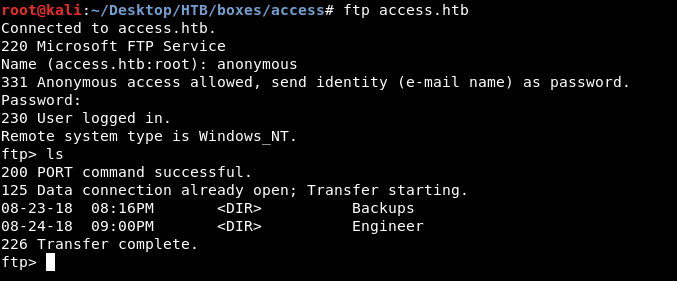 root@kali:~/Desktop/HTB/boxes/access# ftp access.htb
Connected to access.htb.
220 Microsoft FTP Service
Name (access.htb:root): anonymous
331 Anonymous access allowed, send identity (e-mail name) as password.
Password:
230 User logged in.
Remote system type is Windows_NT.
ftp> ls
200 PORT command successful.
125 Data connection already open; Transfer starting.
08-23-18  08:16PM       <DIR>          Backups
08-24-18  09:00PM       <DIR>          Engineer
226 Transfer complete.
ftp>